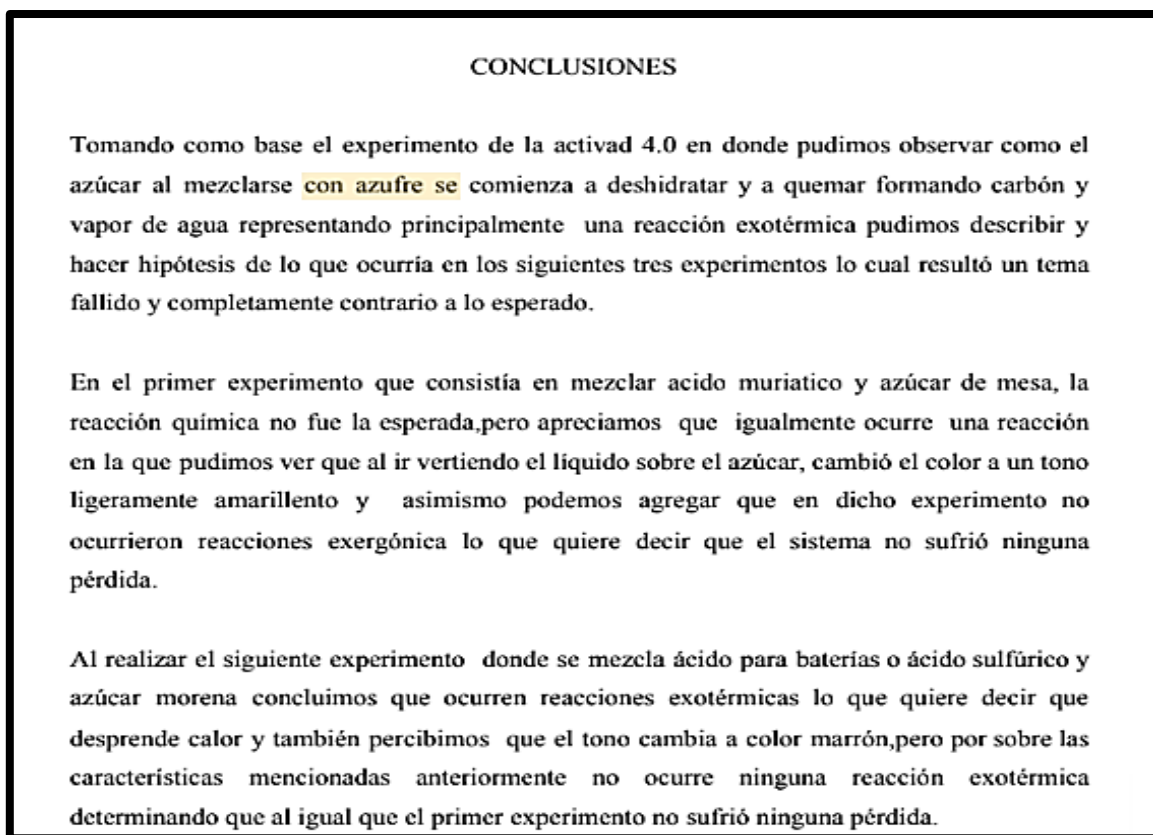 CONCLUSIONES
Tomando como base el experimento de la activad 4.0 en donde pudimos observar como el
azúcar al mezclarse con azufre se comienza a deshidratar y a quemar formando carbón y
vapor de agua representando principalmente una reacción exotérmica pudimos describir y
hacer hipótesis de lo que ocurría en los siguientes tres experimentos lo cual resultó un tema
fallido y completamente contrario a lo esperado.
En el primer experimento que consistía en mezclar acido muriatico y azúcar de mesa, la
reacción química no fue la esperada,pero apreciamos que igualmente ocurre una reacción
en la que pudimos ver que al ir vertiendo el líquido sobre el azúcar, cambió el color a un tono
ligeramente amarillento y asimismo podemos agregar que en dicho experimento no
ocurrieron reacciones exergónica lo que quiere decir que el sistema no sufrió ninguna
pérdida.
Al realizar el siguiente experimento donde se mezcla ácido para baterías o ácido sulfúrico y
azúcar morena concluimos que ocurren reacciones exotérmicas lo que quiere decir que
desprende calor y también percibimos que el tono cambia a color marrón,pero por sobre las
características mencionadas anteriormente no ocurre ninguna reacción exotérmica
determinando que al igual que el primer experimento no sufrió ninguna pérdida.